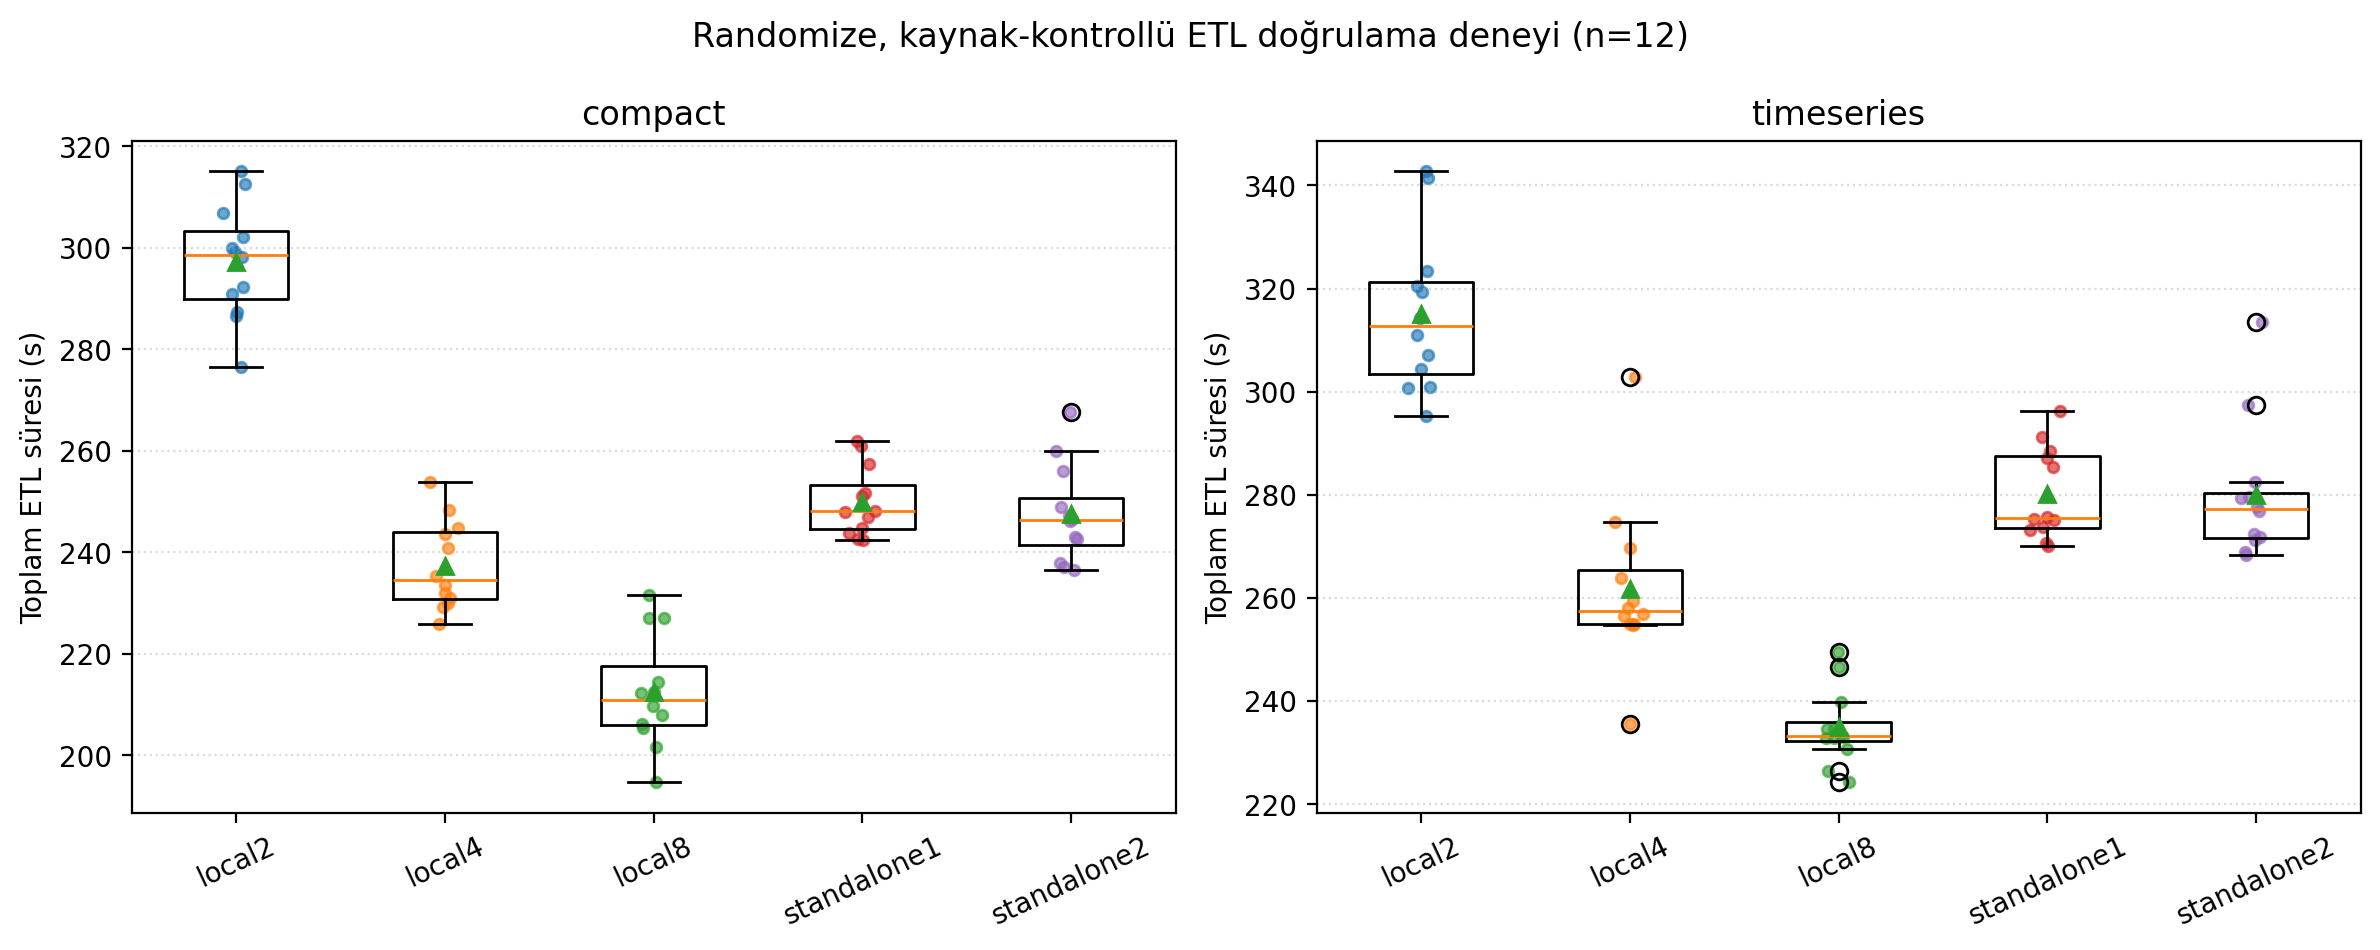 Randomize, kaynak-kontrollü ETL doğrulama deneyi (n=12)
compact
Toplam ETL süresi (s)
320
300
280
260
240
220
200
local2
local4
local8
standalone1
standalone2
timeseries
Toplam ETL süresi (s)
340
320
300
280
260
240
220
local2
local4
local8
standalone1
standalone2